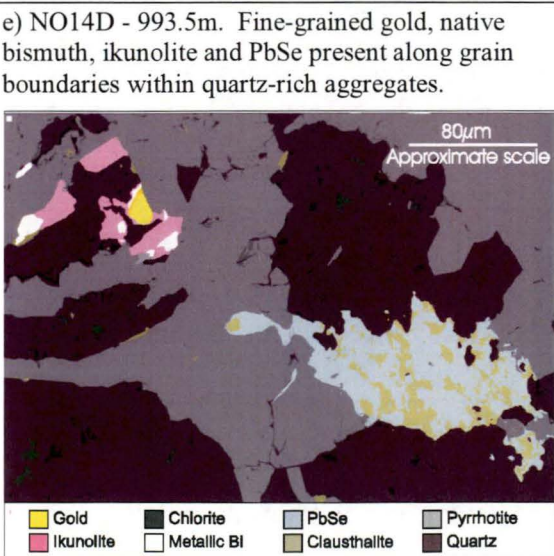 e) NO14D - 993.5m. Fine-grained gold, native
bismuth, ikunolite and PbSe present along grain
boundaries within quartz-rich aggregates.
80µm
Approximate scale
Gold
Chlorite
PbSe
Pyrrhotite
Ikunolite
Metallic Bi
Clausthalite
Quartz